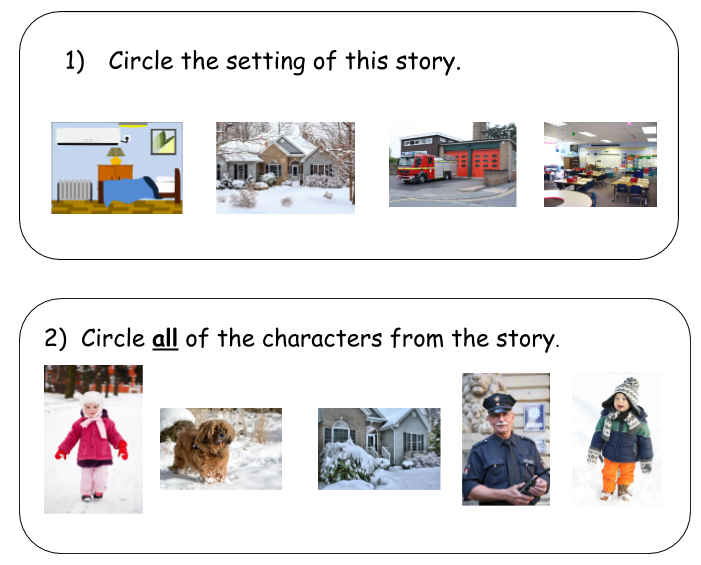 1) Circle the setting of this story.
2) Circle all of the characters from the story.